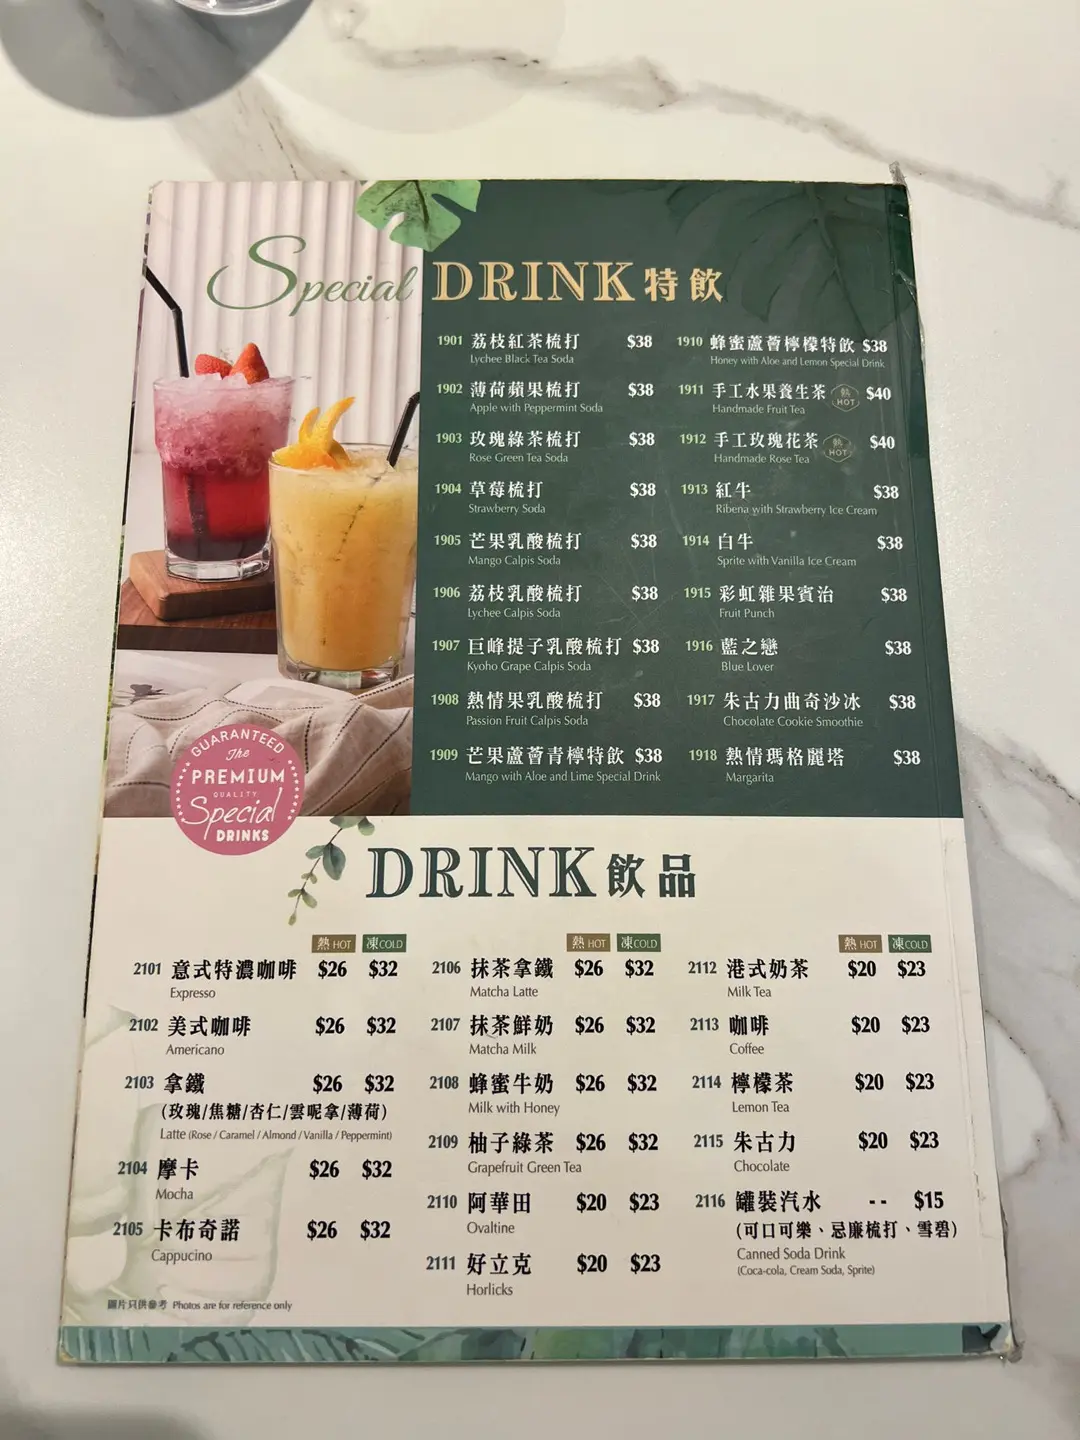 Special DRINK 特飲
1901 荔枝紅茶梳打 $38
Lychee Black Tea Soda
1902 薄荷蘋果梳打 $38
Apple with Peppermint Soda
1903 玫瑰綠茶梳打 $38
Rose Green Tea Soda
1904 草莓梳打 $38
Strawberry Soda
1905 芒果乳酸梳打 $38
Mango Calpis Soda
1906 荔枝乳酸梳打 $38
Lychee Calpis Soda
1907 巨峰提子乳酸梳打 $38
Kyoho Grape Calpis Soda
1908 熱情果乳酸梳打 $38
Passion Fruit Calpis Soda
1909 芒果蘆薈青檸特飲 $38
Mango with Aloe and Lime Special Drink
1910 蜂蜜蘆薈檸檬特飲 $38
Honey with Aloe and Lemon Special Drink
1911 手工水果養生茶 熱 HOT $40
Handmade Fruit Tea
1912 手工玫瑰花茶 熱 HOT $40
Handmade Rose Tea
1913 紅牛 $38
Ribena with Strawberry Ice Cream
1914 白牛 $38
Sprite with Vanilla Ice Cream
1915 彩虹雜果賓治 $38
Fruit Punch
1916 藍之戀 $38
Blue Lover
1917 朱古力曲奇沙冰 $38
Chocolate Cookie Smoothie
1918 熱情瑪格麗塔 $38
Margarita
GUARANTEED
The
PREMIUM
QUALITY
Special
DRINKS
DRINK 飲品
熱 HOT 凍 COLD
2101 意式特濃咖啡 $26 $32
Expresso
2102 美式咖啡 $26 $32
Americano
2103 拿鐵 $26 $32
(玫瑰/焦糖/杏仁/雲呢拿/薄荷)
Latte (Rose / Caramel / Almond / Vanilla / Peppermint)
2104 摩卡 $26 $32
Mocha
2105 卡布奇諾 $26 $32
Cappucino
熱 HOT 凍 COLD
2106 抹茶拿鐵 $26 $32
Matcha Latte
2107 抹茶鮮奶 $26 $32
Matcha Milk
2108 蜂蜜牛奶 $26 $32
Milk with Honey
2109 柚子綠茶 $26 $32
Grapefruit Green Tea
2110 阿華田 $20 $23
Ovaltine
2111 好立克 $20 $23
Horlicks
熱 HOT 凍 COLD
2112 港式奶茶 $20 $23
Milk Tea
2113 咖啡 $20 $23
Coffee
2114 檸檬茶 $20 $23
Lemon Tea
2115 朱古力 $20 $23
Chocolate
2116 罐裝汽水 -- $15
(可口可樂、忌廉梳打、雪碧)
Canned Soda Drink
(Coca-cola, Cream Soda, Sprite)
圖片只供參考 Photos are for reference only